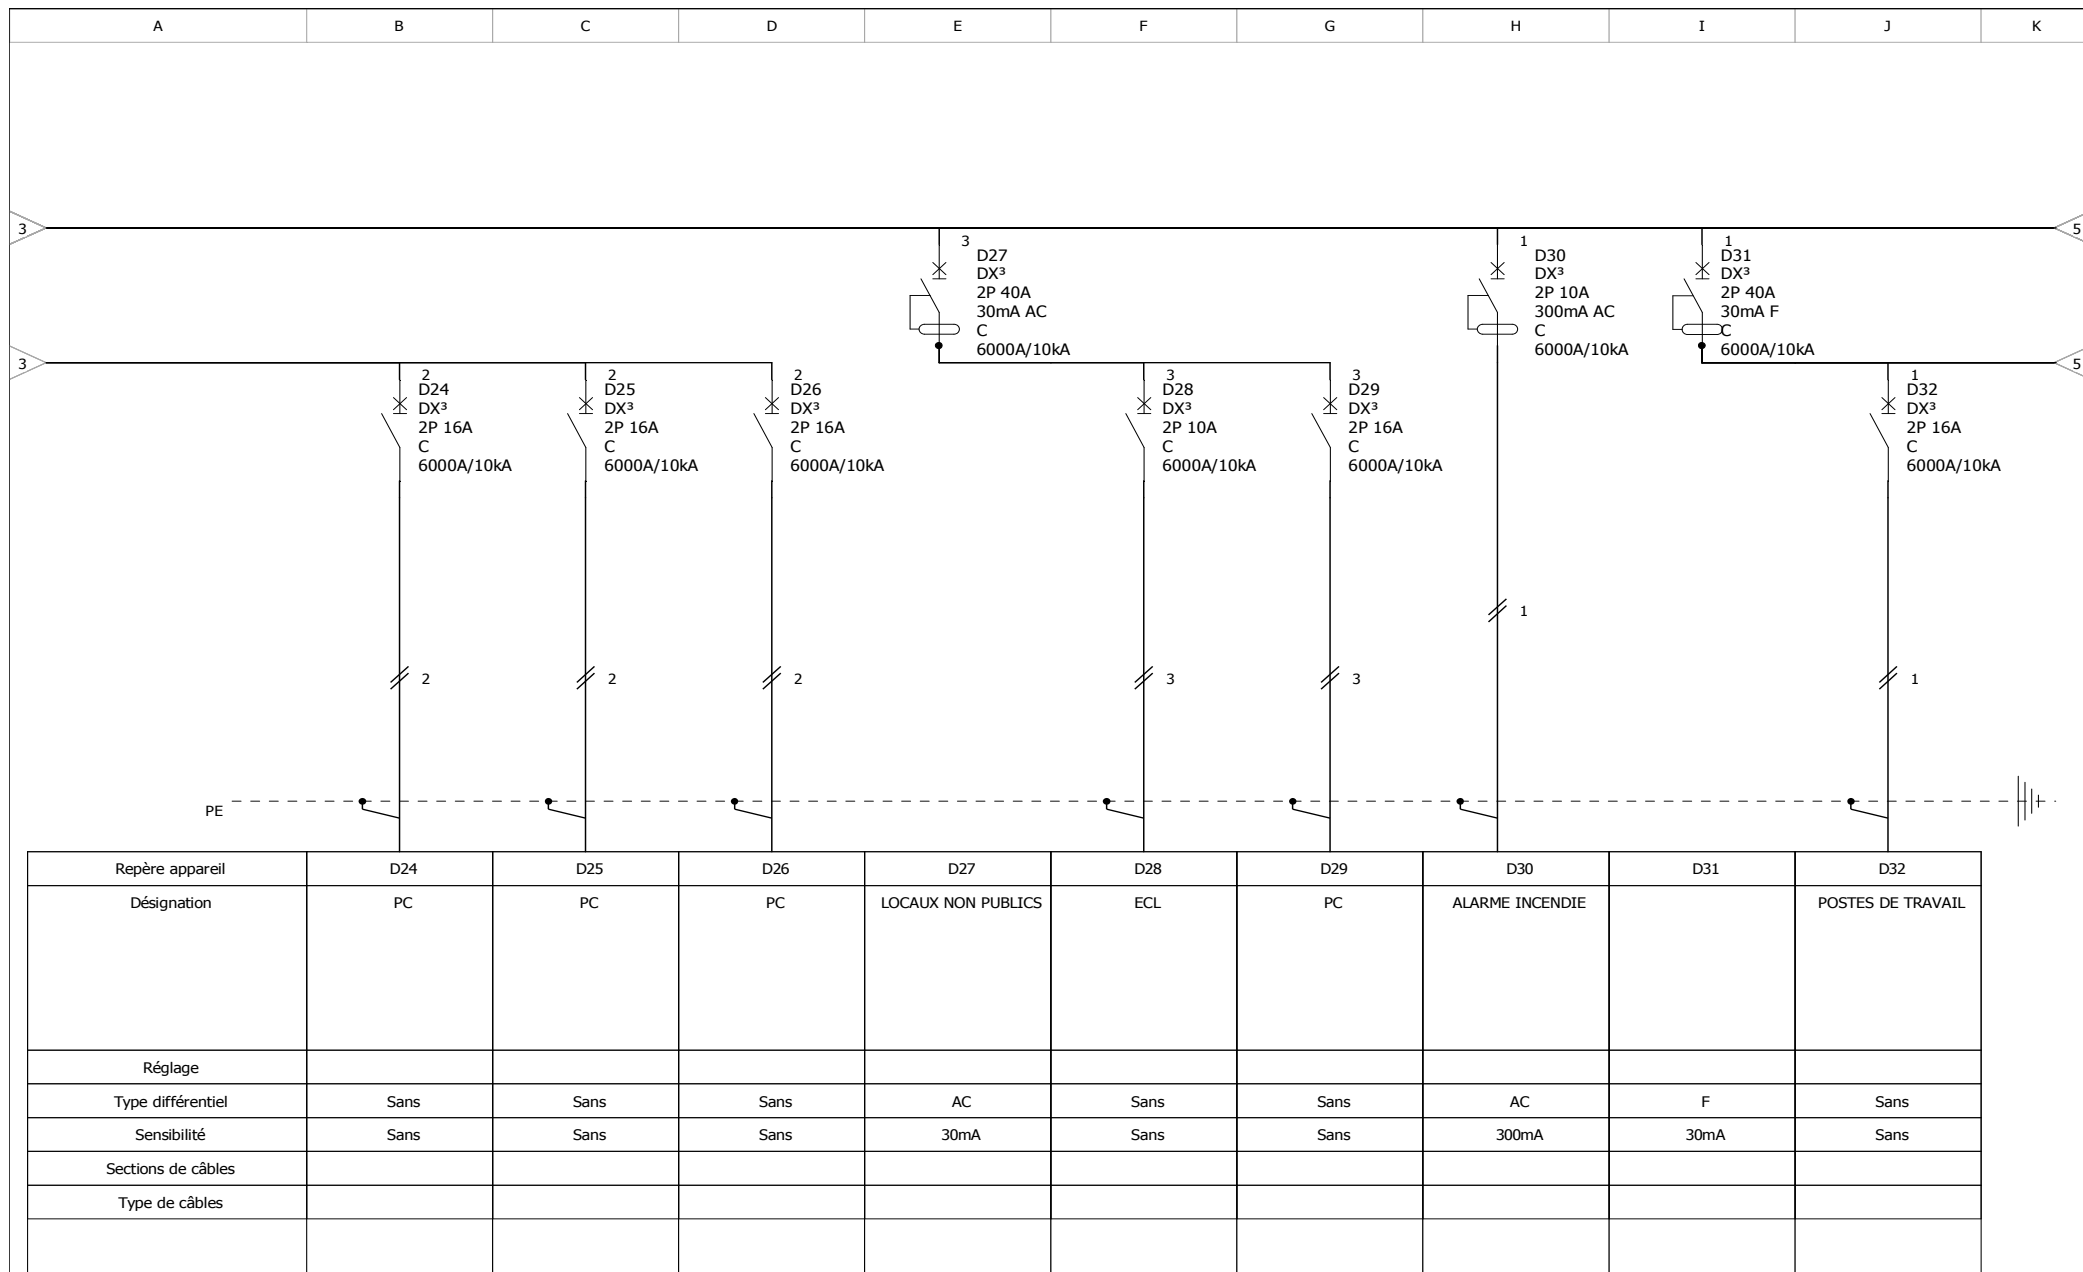 A B C D E F G H I J K
3
5
3
D27
DX³
2P 40A
30mA AC
C
6000A/10kA
1
D30
DX³
2P 10A
300mA AC
C
6000A/10kA
1
D31
DX³
2P 40A
30mA F
C
6000A/10kA
3
5
2
D24
DX³
2P 16A
C
6000A/10kA
2
D25
DX³
2P 16A
C
6000A/10kA
2
D26
DX³
2P 16A
C
6000A/10kA
3
D28
DX³
2P 10A
C
6000A/10kA
3
D29
DX³
2P 16A
C
6000A/10kA
1
D32
DX³
2P 16A
C
6000A/10kA
1
2 2 2 3 3 1
PE
Repère appareil D24 D25 D26 D27 D28 D29 D30 D31 D32
Désignation PC PC PC LOCAUX NON PUBLICS ECL PC ALARME INCENDIE POSTES DE TRAVAIL
Réglage
Type différentiel Sans Sans Sans AC Sans Sans AC F Sans
Sensibilité Sans Sans Sans 30mA Sans Sans 300mA 30mA Sans
Sections de câbles
Type de câbles